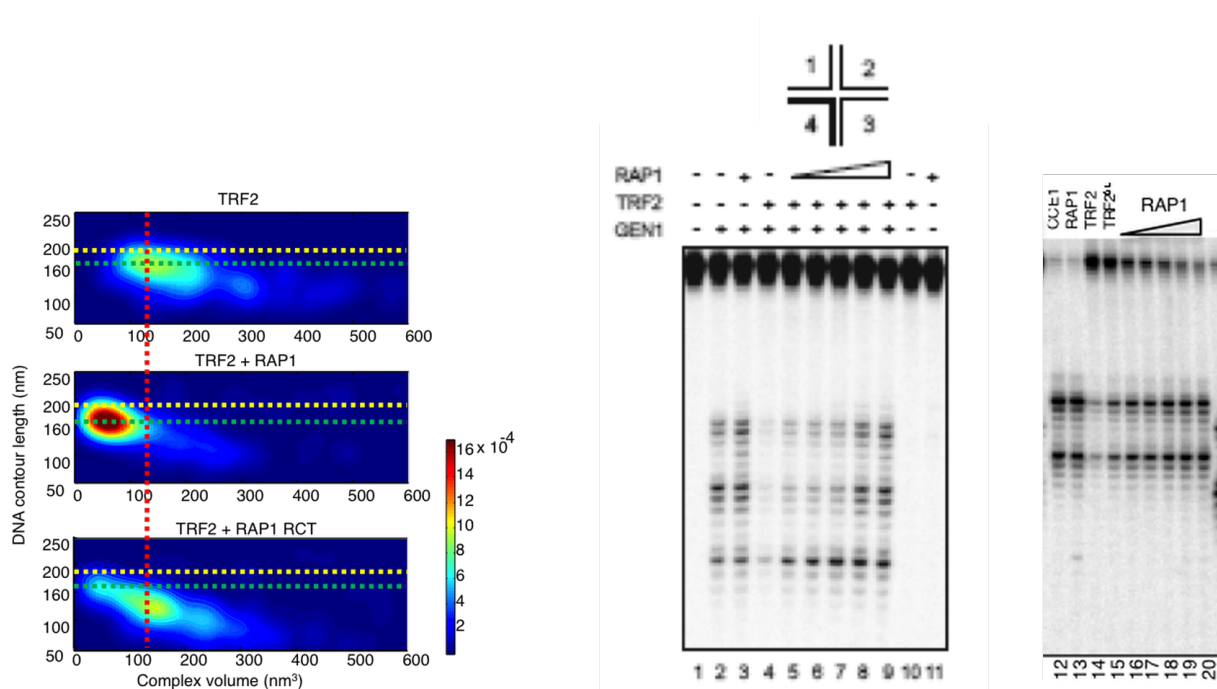 TRF2
250
200
160
100
50
0 100 200 300 400 500 600
TRF2 + RAP1
250
200
160
100
50
0 100 200 300 400 500 600
TRF2 + RAP1 RCT
250
200
160
100
50
0 100 200 300 400 500 600
DNA contour length (nm)
Complex volume (nm³)
16 x 10⁻⁴
14
12
10
8
6
4
2
1 2
4 3
RAP1 - - + - - +
TRF2 - - - + + + + + + + -
GEN1 - + + + + + + + + - -
1 2 3 4 5 6 7 8 9 10 11
CCE1
RAP1
TRF2
RAP1
12 13 14 15 16 17 18 19 20